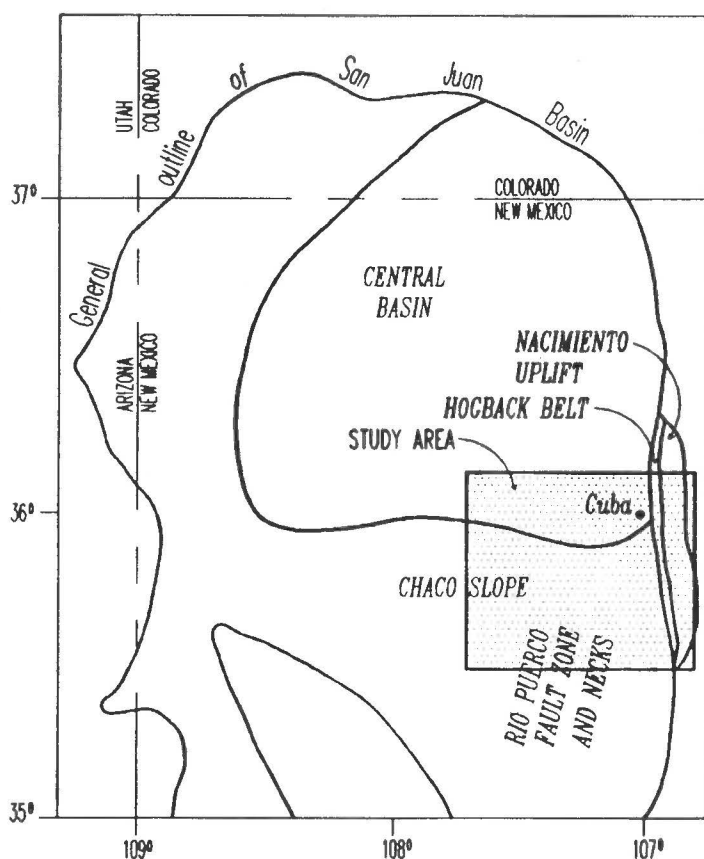 General outline of San Juan Basin
UTAH
COLORADO
37°
COLORADO
NEW MEXICO
CENTRAL
BASIN
NACIMIENTO
UPLIFT
ARIZONA
NEW MEXICO
HOGBACK BELT
STUDY AREA
36°
Cuba
CHACO SLOPE
RIO PUERCO
FAULT ZONE
AND NECKS
35°
109°
108°
107°